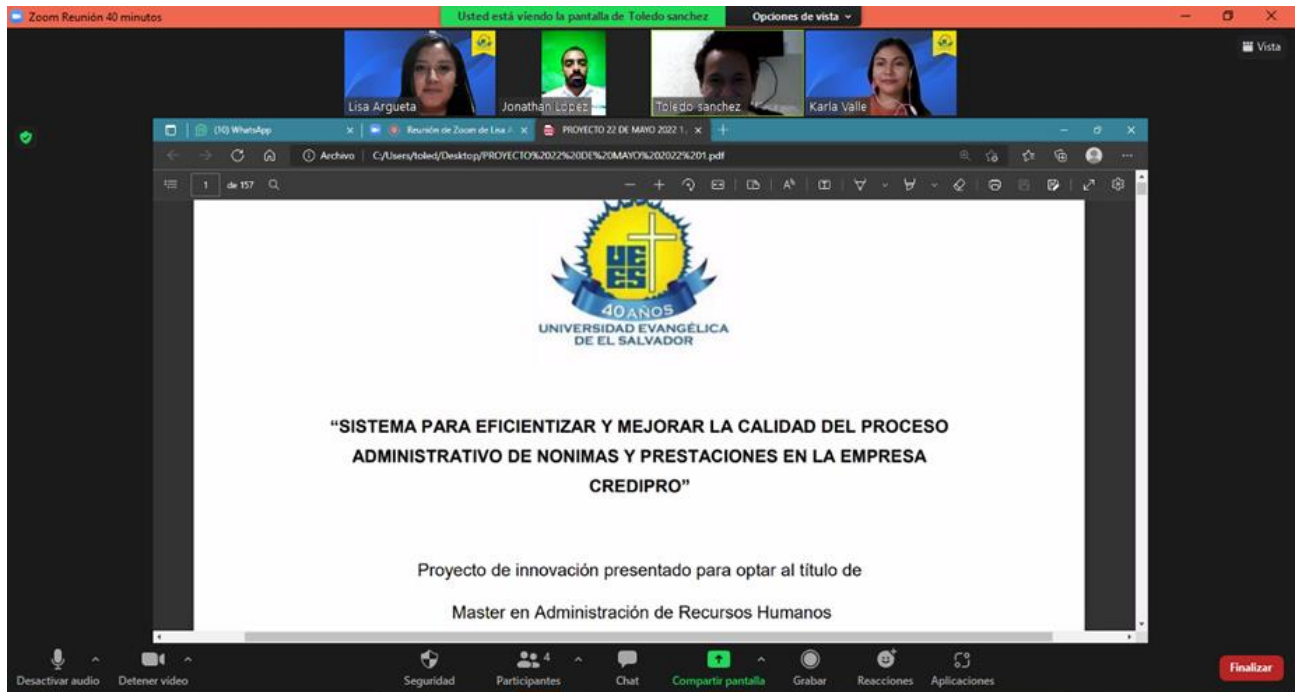 Zoom Reunión 40 minutos
Usted está viendo la pantalla de Toledo sanchez
Opciones de vista
Vista
Lisa Argueta
Jonathan López
Toledo sanchez
Karla Valle
(10) WhatsApp
Reunión de Zoom de Lisa A
PROYECTO 22 DE MAYO 2022 1.
Archivo
C:/Users/toled/Desktop/PROYECTO%2022%20DE%20MAYO%202022%201.pdf
1 de 157
UE
ES
40 AÑOS
UNIVERSIDAD EVANGÉLICA
DE EL SALVADOR
“SISTEMA PARA EFICIENTIZAR Y MEJORAR LA CALIDAD DEL PROCESO
ADMINISTRATIVO DE NONIMAS Y PRESTACIONES EN LA EMPRESA
CREDIPRO”
Proyecto de innovación presentado para optar al título de
Master en Administración de Recursos Humanos
Desactivar audio
Detener video
Seguridad
4
Participantes
Chat
Compartir pantalla
Grabar
Reacciones
Aplicaciones
Finalizar